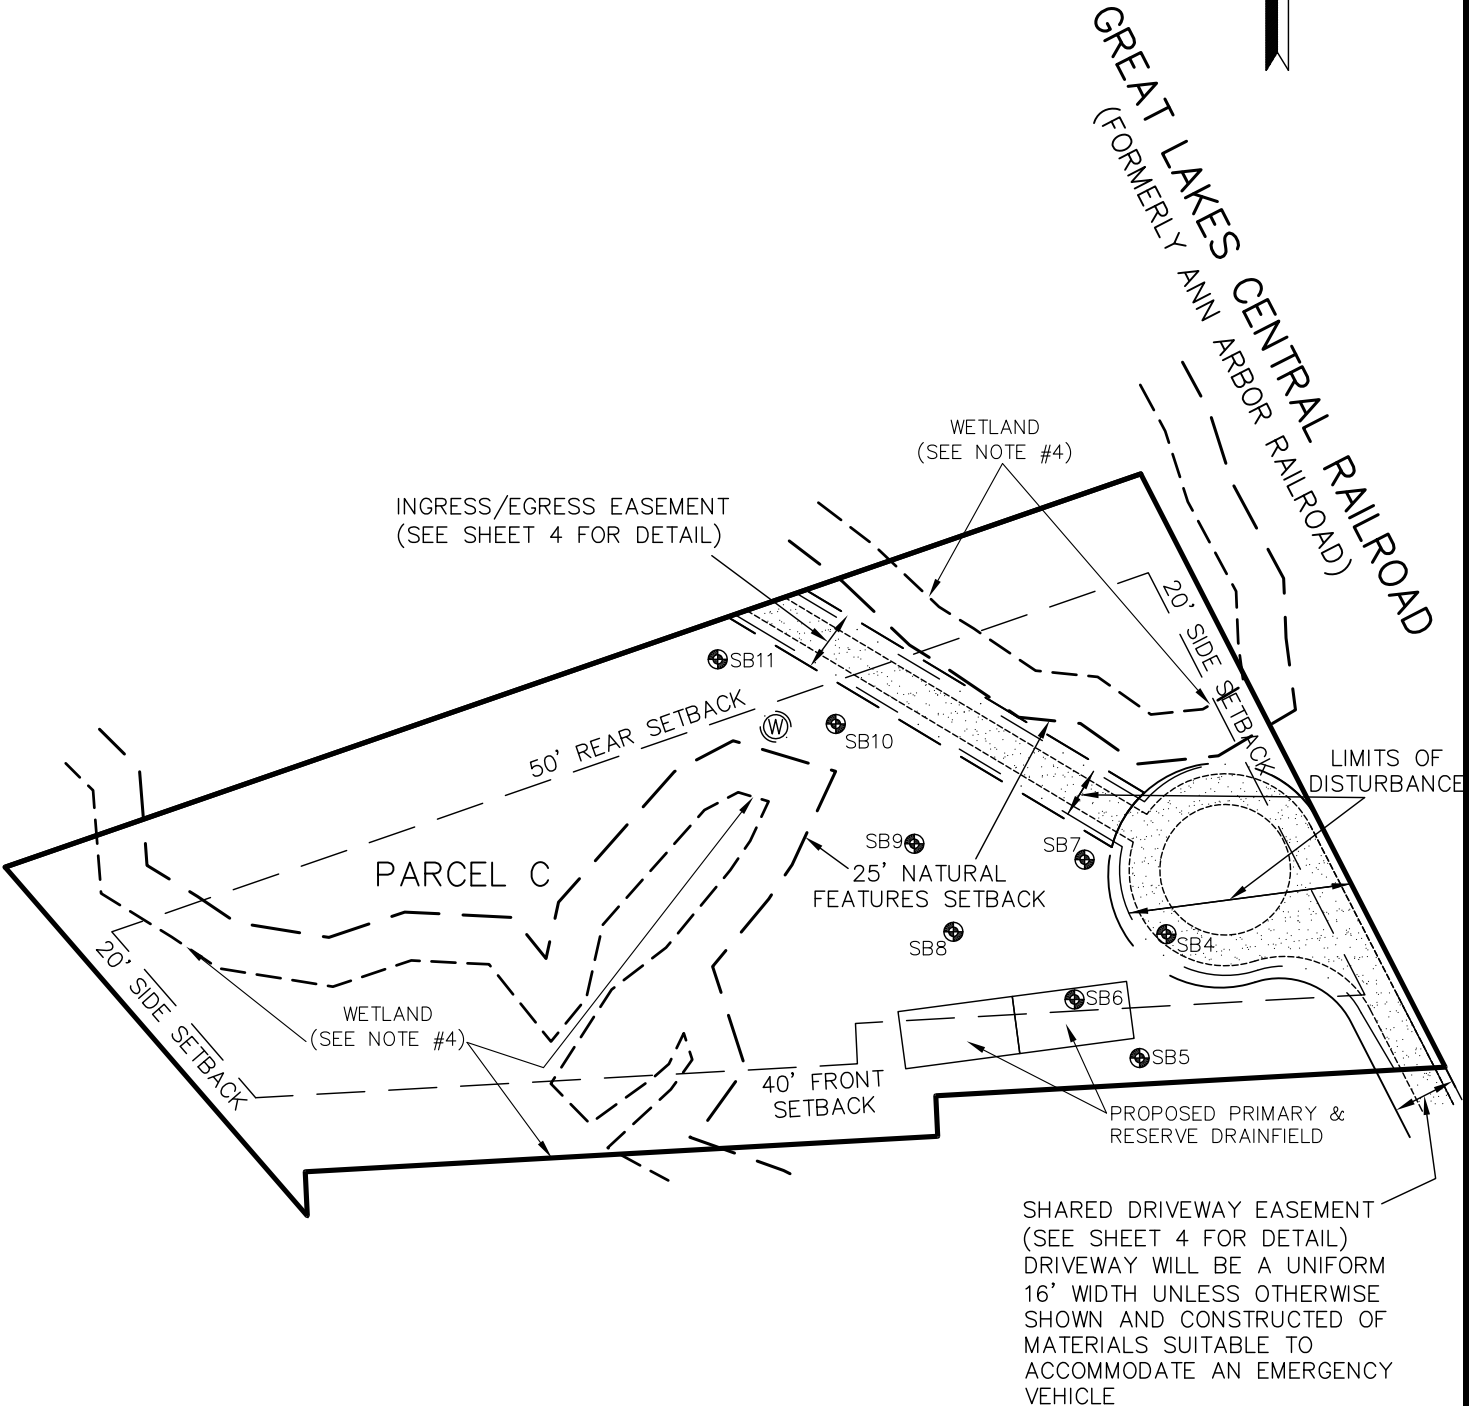 GREAT LAKES CENTRAL RAILROAD
(FORMERLY ANN ARBOR RAILROAD)
WETLAND
(SEE NOTE #4)
INGRESS/EGRESS EASEMENT
(SEE SHEET 4 FOR DETAIL)
20' SIDE SETBACK
SB11
50' REAR SETBACK
W
SB10
LIMITS OF
DISTURBANCE
SB9
SB7
PARCEL C
25' NATURAL
FEATURES SETBACK
SB8
SB4
20' SIDE SETBACK
WETLAND
(SEE NOTE #4)
SB6
SB5
40' FRONT
SETBACK
PROPOSED PRIMARY &
RESERVE DRAINFIELD
SHARED DRIVEWAY EASEMENT
(SEE SHEET 4 FOR DETAIL)
DRIVEWAY WILL BE A UNIFORM
16' WIDTH UNLESS OTHERWISE
SHOWN AND CONSTRUCTED OF
MATERIALS SUITABLE TO
ACCOMMODATE AN EMERGENCY
VEHICLE